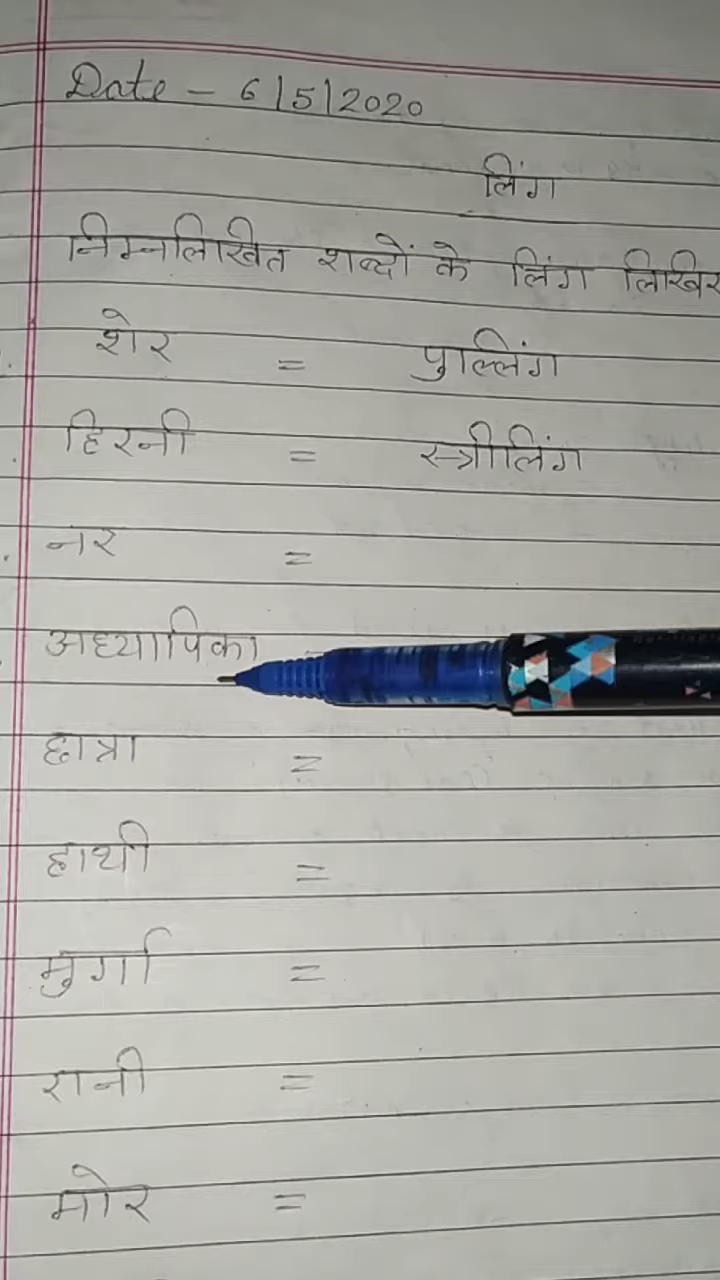 Date - 6/5/2020
लिंग
निम्नलिखित शब्दों के लिंग
शेर = पुल्लिंग
हिरनी = स्त्रीलिंग
नर =
अध्यापिका
छात्रा =
हाथी =
मुर्गा =
रानी =
मोर =